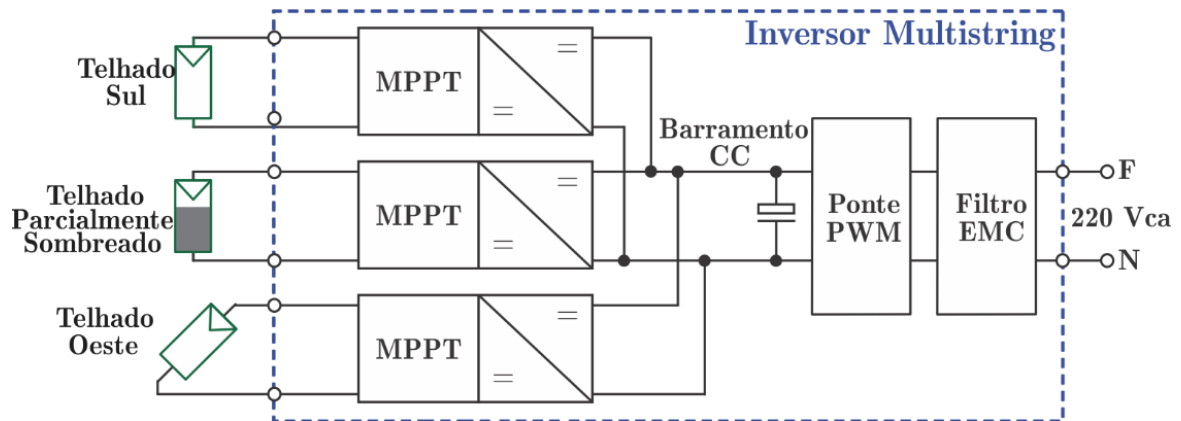 Inversor Multistring
Telhado
Sul
MPPT
=
=
Barramento
CC
Telhado
Parcialmente
Sombreado
MPPT
=
=
Ponte
PWM
Filtro
EMC
F
220 Vca
N
Telhado
Oeste
MPPT
=
=